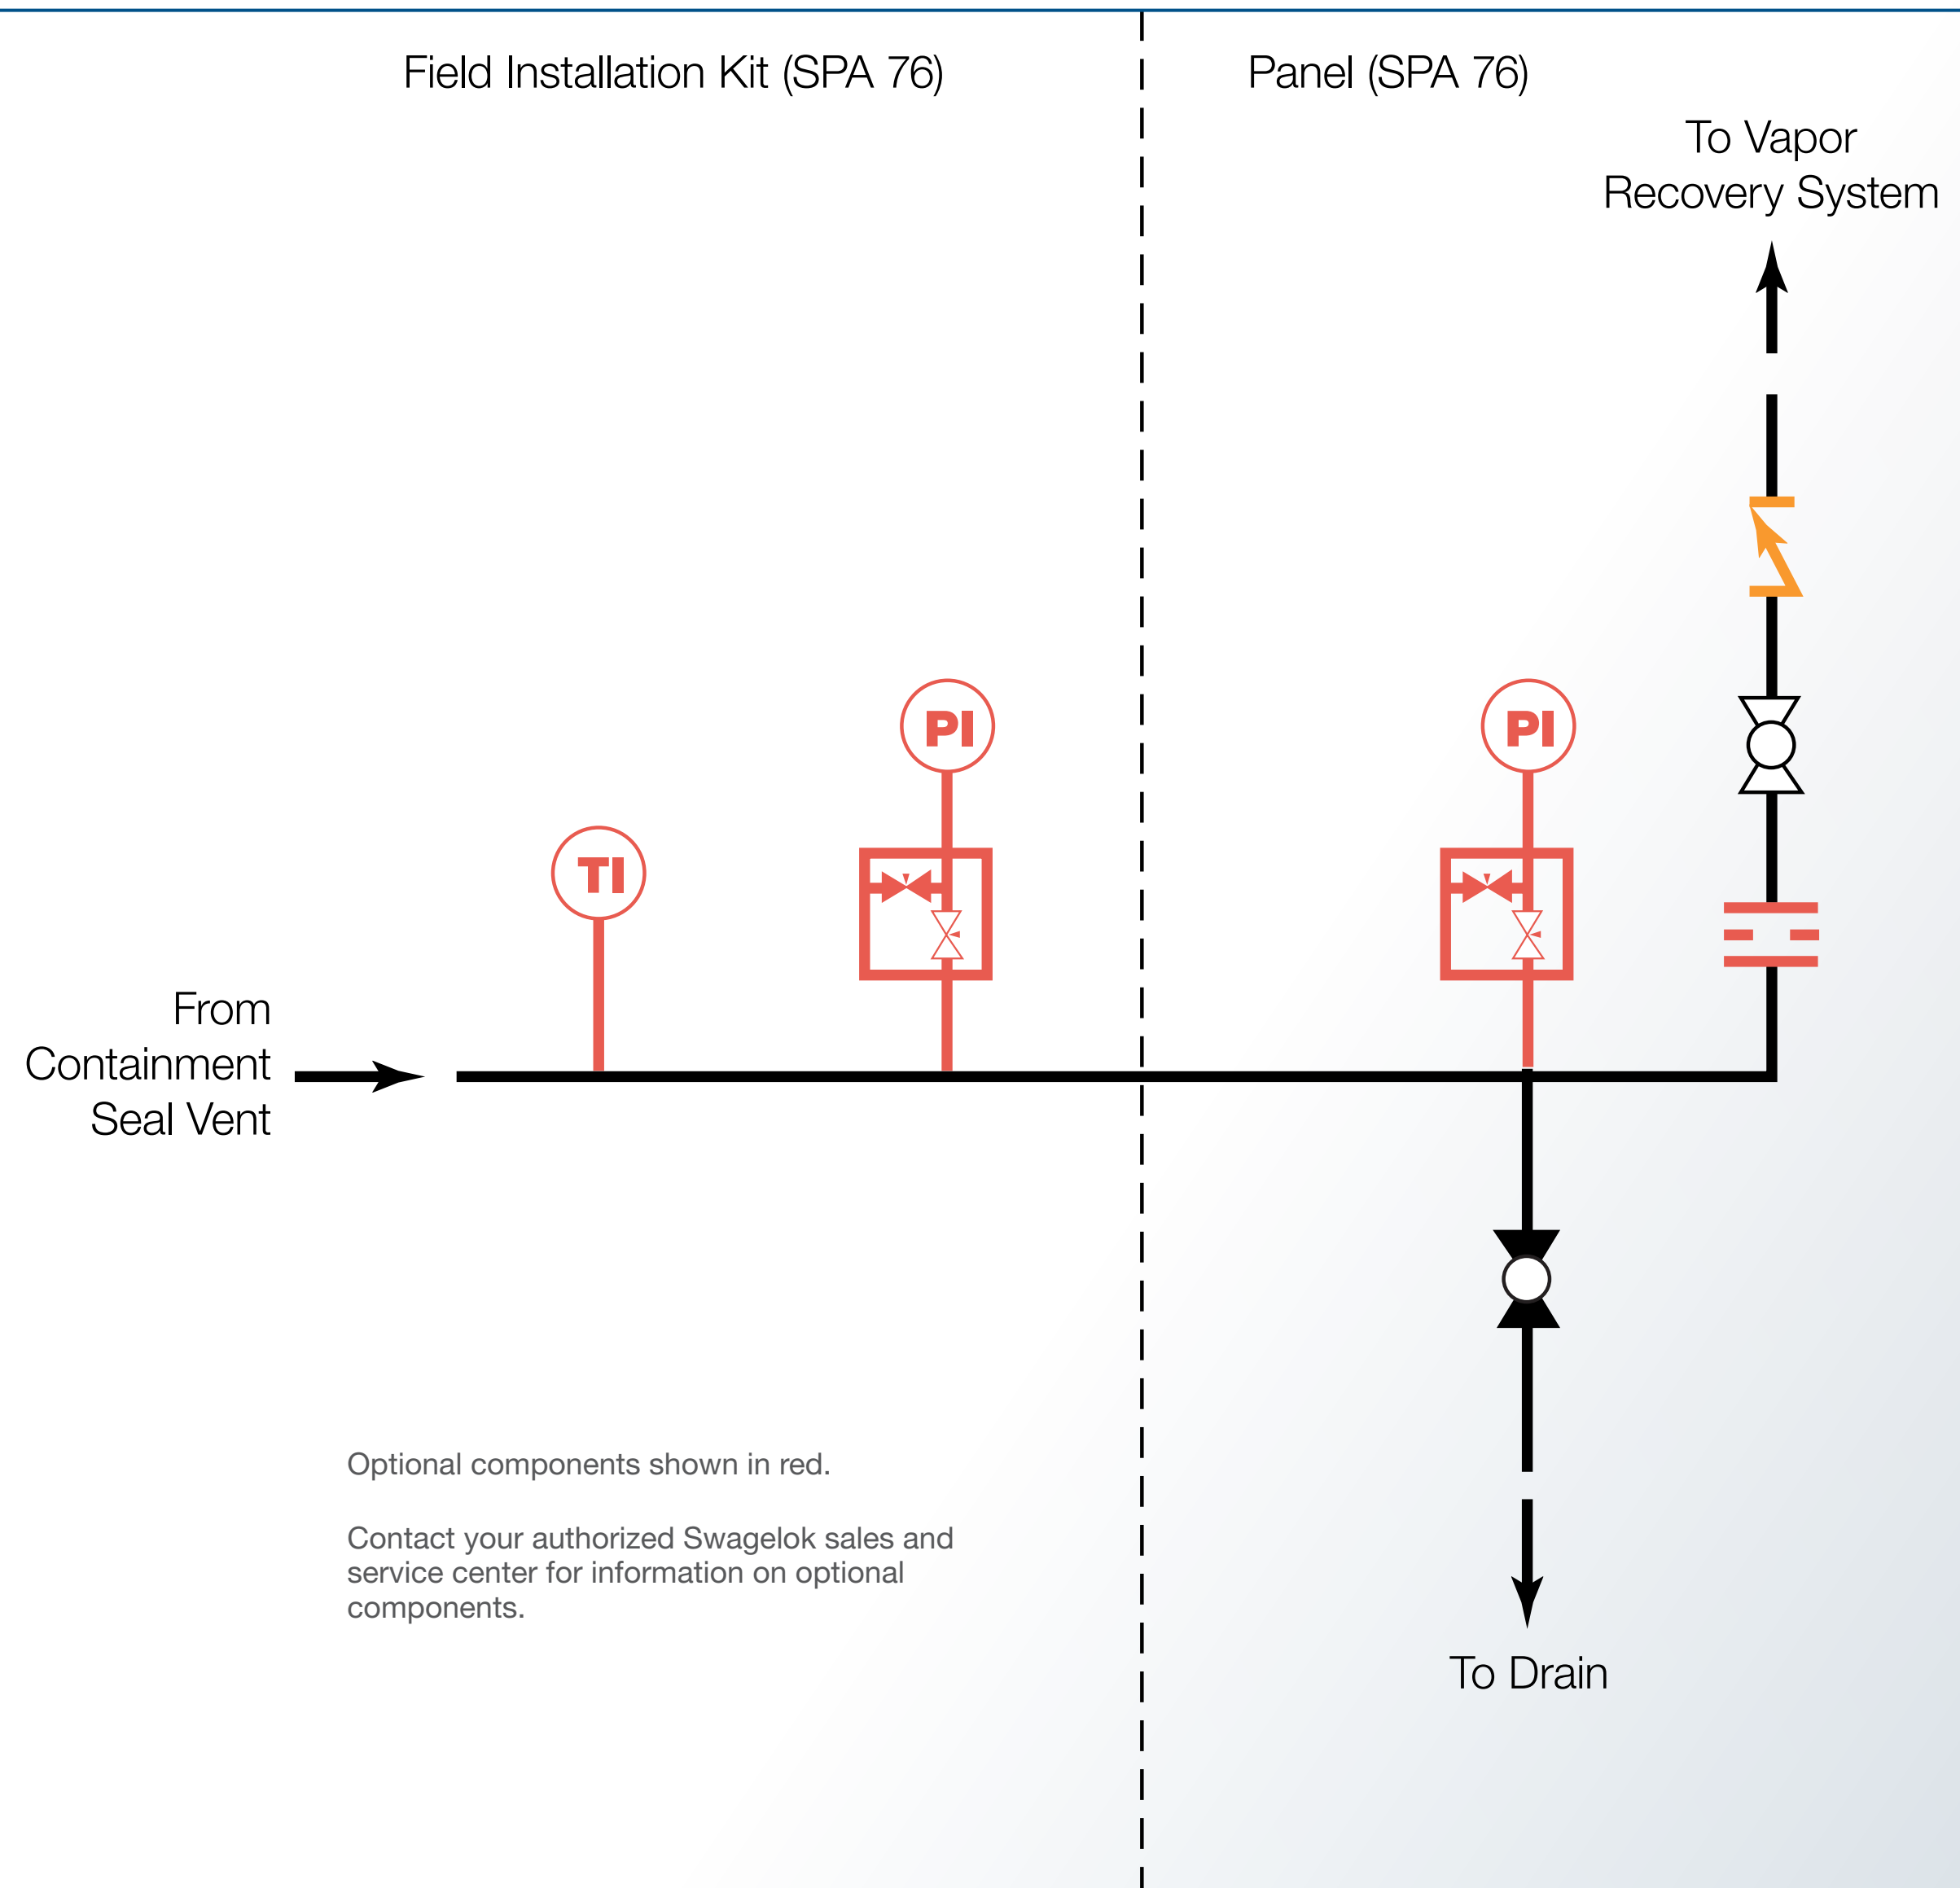 Field Installation Kit (SPA 76)
Panel (SPA 76)
To Vapor
Recovery System
PI
PI
TI
From
Containment
Seal Vent
Optional components shown in red.
Contact your authorized Swagelok sales and
service center for information on optional
components.
To Drain